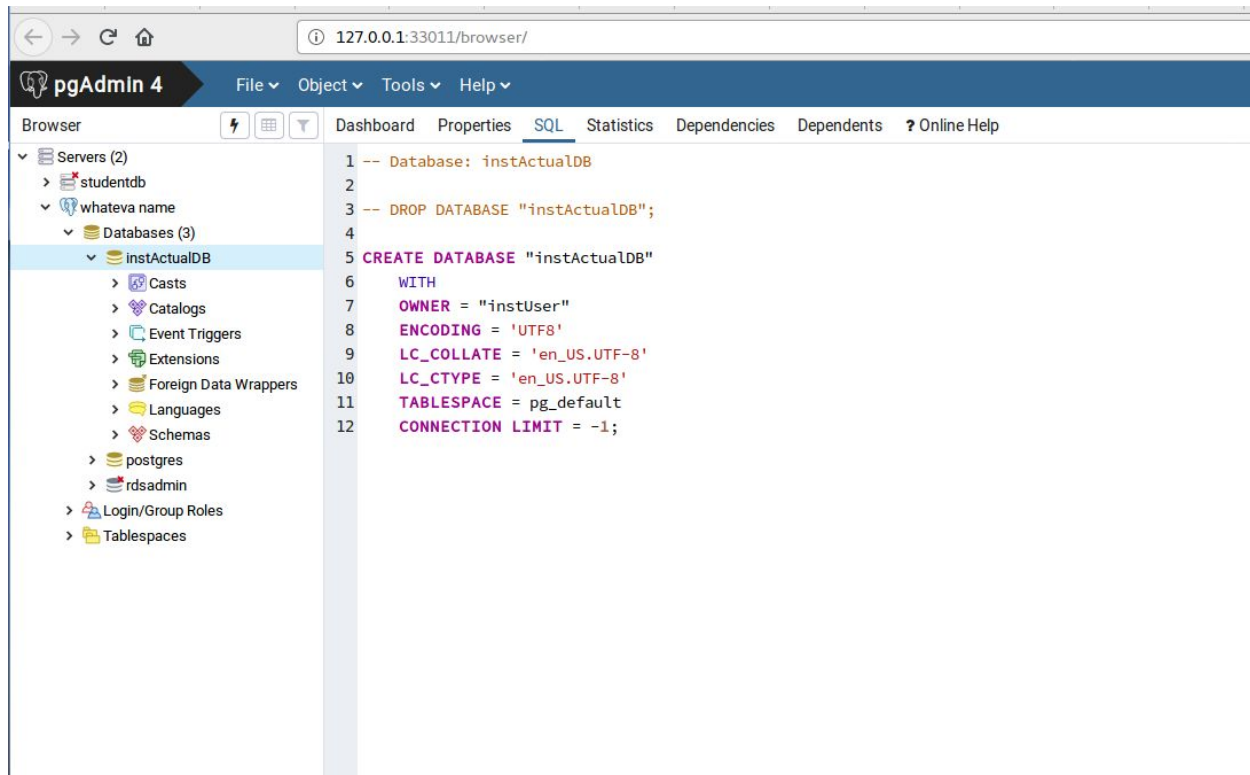 127.0.0.1:33011/browser/
pgAdmin 4 File Object Tools Help
Browser Dashboard Properties SQL Statistics Dependencies Dependents ? Online Help
Servers (2)
studentdb
whateva name
Databases (3)
instActualDB
Casts
Catalogs
Event Triggers
Extensions
Foreign Data Wrappers
Languages
Schemas
postgres
rdsadmin
Login/Group Roles
Tablespaces
1 -- Database: instActualDB
2
3 -- DROP DATABASE "instActualDB";
4
5 CREATE DATABASE "instActualDB"
6 WITH
7 OWNER = "instUser"
8 ENCODING = 'UTF8'
9 LC_COLLATE = 'en_US.UTF-8'
10 LC_CTYPE = 'en_US.UTF-8'
11 TABLESPACE = pg_default
12 CONNECTION LIMIT = -1;